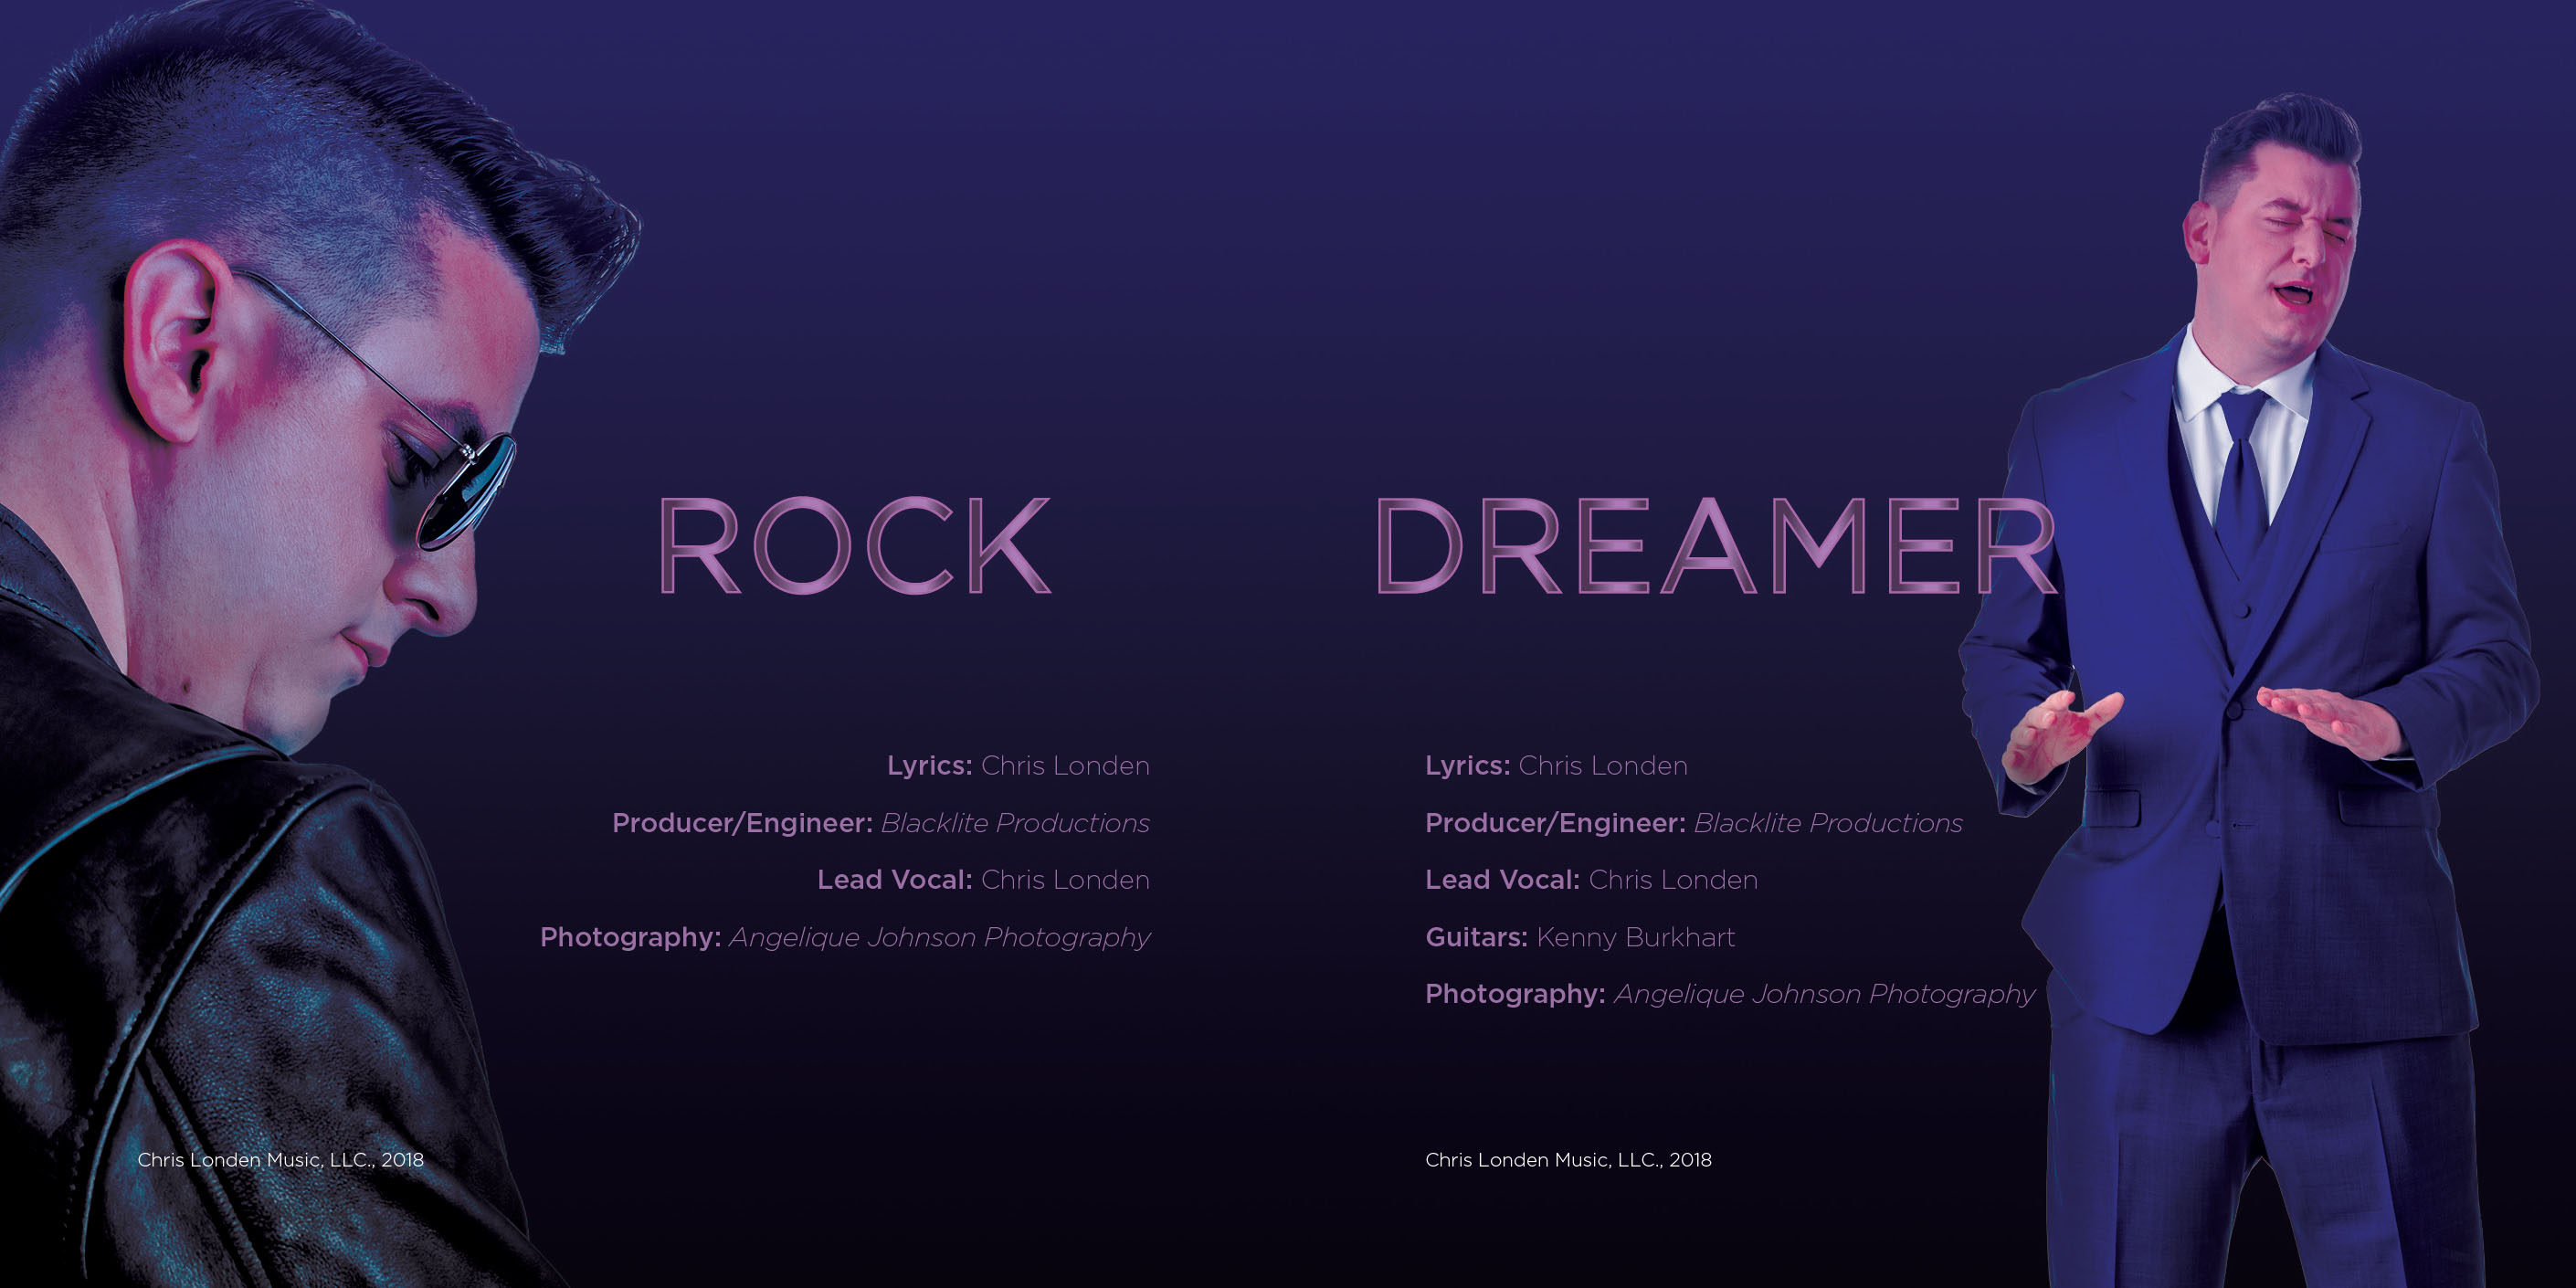 ROCK
Lyrics: Chris Londen
Producer/Engineer: Blacklite Productions
Lead Vocal: Chris Londen
Photography: Angelique Johnson Photography
Chris Londen Music, LLC., 2018
DREAMER
Lyrics: Chris Londen
Producer/Engineer: Blacklite Productions
Lead Vocal: Chris Londen
Guitars: Kenny Burkhart
Photography: Angelique Johnson Photography
Chris Londen Music, LLC., 2018